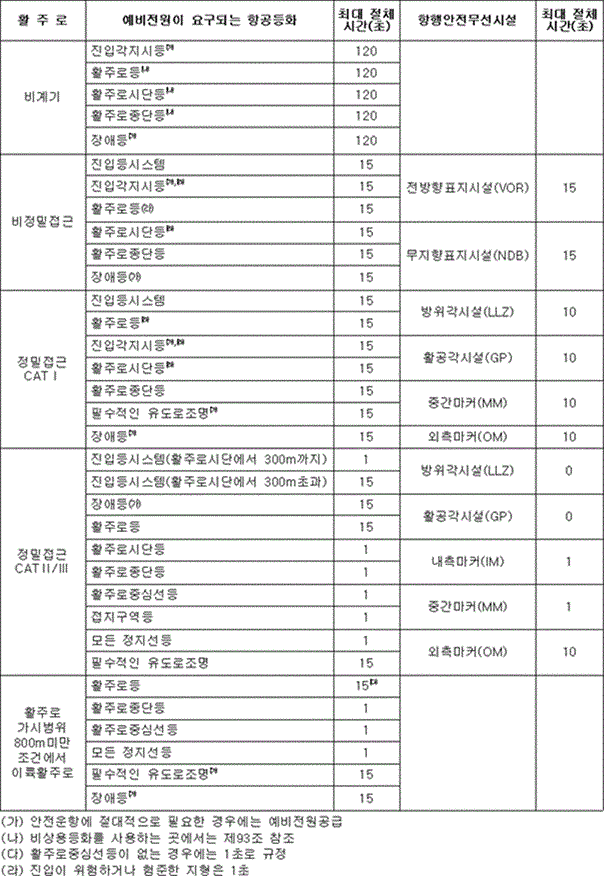 활 주 로 예비전원이 요구되는 항공등화 최대 절체 시간(초) 항행안전무선시설 최대 절체 시간(초)
비계기
진입각지시등 120
활주로등 120
활주로시단등 120
활주로종단등 120
장애등 120
비정밀접근
진입등시스템 15
진입각지시등 15
활주로등 15
전방향표지시설(VOR) 15
활주로시단등 15
활주로종단등 15
장애등(가) 15
무지향표지시설(NDB) 15
정밀접근
CAT I
진입등시스템 15
활주로등 15
방위각시설(LLZ) 10
진입각지시등 15
활주로시단등 15
활공각시설(GP) 10
활주로종단등 15
필수적인 유도로조명 15
중간마커(MM) 10
장애등 15
외측마커(OM) 10
정밀접근
CAT II/III
진입등시스템(활주로시단에서 300m까지) 1
진입등시스템(활주로시단에서 300m초과) 15
방위각시설(LLZ) 0
장애등(가) 15
활주로등 15
활공각시설(GP) 0
활주로시단등 1
활주로종단등 1
내측마커(IM) 1
활주로중심선등 1
접지구역등 1
중간마커(MM) 1
모든 정지선등 1
필수적인 유도로조명 15
외측마커(OM) 10
활주로
가시범위
800m미만
조건에서
이륙활주로
활주로등 15
활주로종단등 1
활주로중심선등 1
모든 정지선등 1
필수적인 유도로조명 15
장애등 15
(가) 안전운항에 절대적으로 필요한 경우에는 예비전원공급
(나) 비상용등화를 사용하는 곳에서는 제93조 참조
(다) 활주로중심선등이 없는 경우에는 1초로 규정
(라) 진입이 위험하거나 험준한 지형은 1초